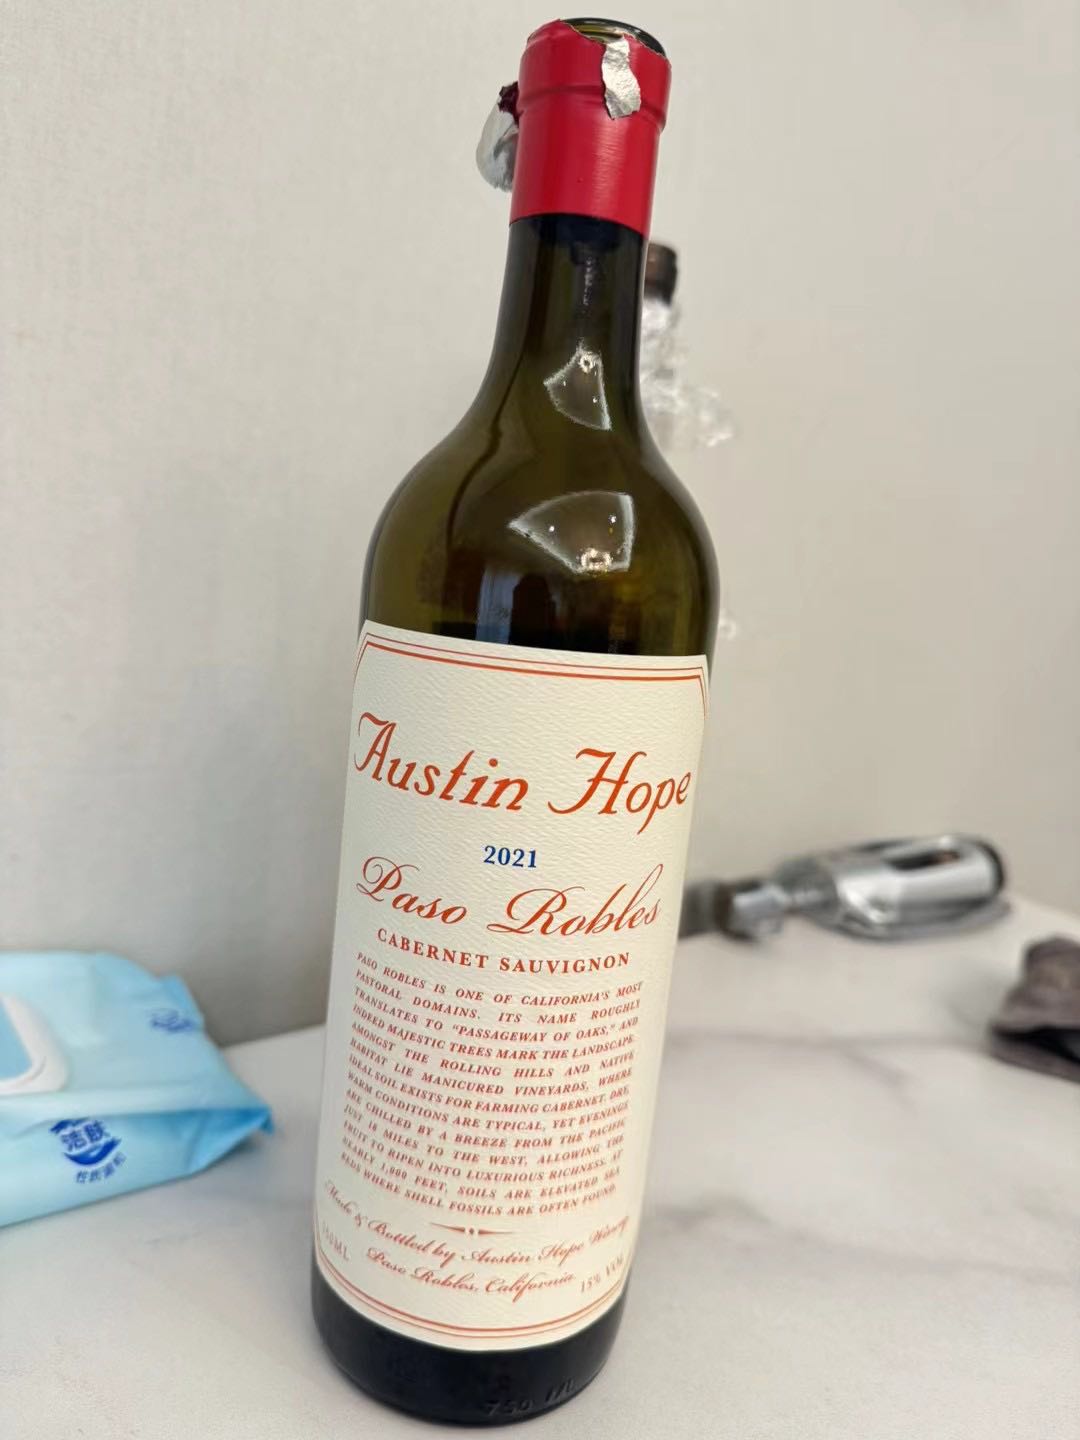 Austin Hope
2021
Paso Robles
CABERNET SAUVIGNON
PASO ROBLES IS ONE OF CALIFORNIA'S MOST
PASTORAL DOMAINS. ITS NAME ROUGHLY
TRANSLATES TO "PASSAGEWAY OF OAKS," AND
INDEED MAJESTIC TREES MARK THE LANDSCAPE.
AMONGST THE ROLLING HILLS AND NATIVE
HABITAT LIE MANICURED VINEYARDS, WHERE
IDEAL SOIL EXISTS FOR FARMING CABERNET. DRY,
WARM CONDITIONS ARE TYPICAL, YET EVENINGS
ARE CHILLED BY A BREEZE FROM THE PACIFIC
JUST 18 MILES TO THE WEST, ALLOWING THE
FRUIT TO RIPEN INTO LUXURIOUS RICHNESS. AT
NEARLY 1,000 FEET, SOILS ARE ELEVATED SEA
BEDS WHERE SHELL FOSSILS ARE OFTEN FOUND.
Made & Bottled by Austin Hope Winery
Paso Robles, California
750ML
15% VOL
750 ML
洁肤